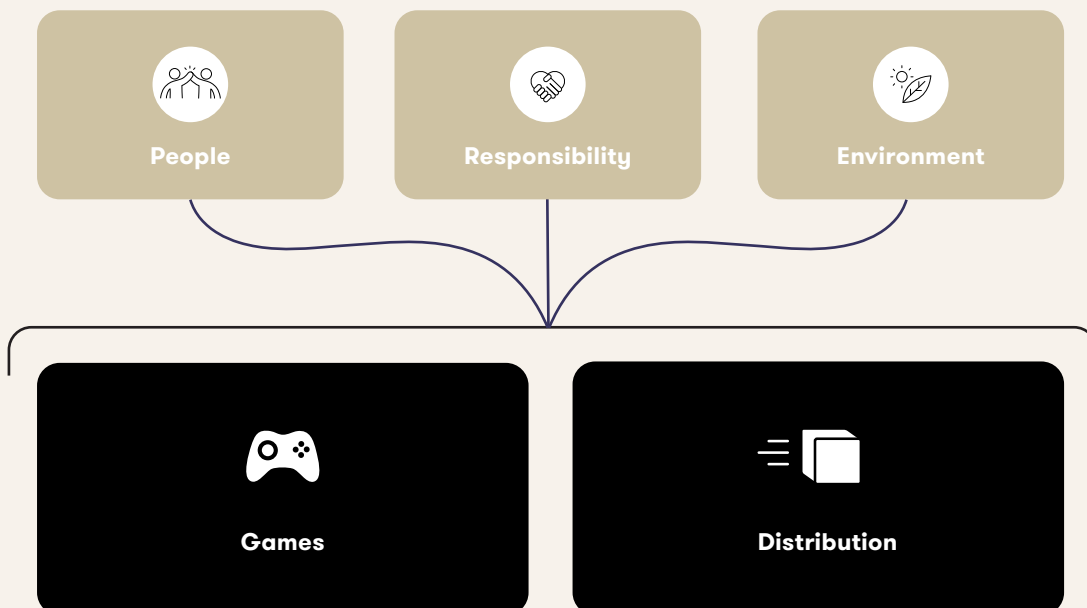 People
Responsibility
Environment
Games
Distribution